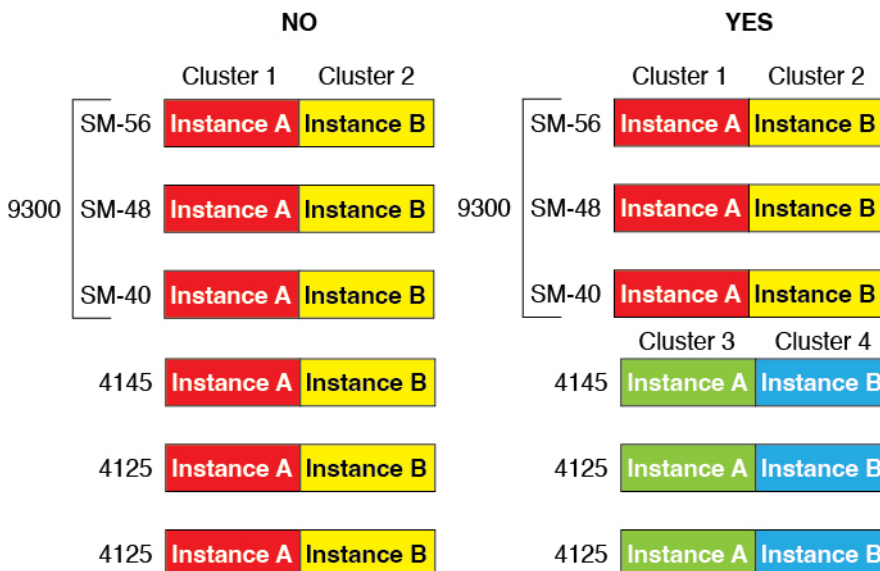 NO
Cluster 1 Cluster 2
SM-56 Instance A Instance B
9300 SM-48 Instance A Instance B
SM-40 Instance A Instance B
4145 Instance A Instance B
4125 Instance A Instance B
4125 Instance A Instance B
YES
Cluster 1 Cluster 2
SM-56 Instance A Instance B
9300 SM-48 Instance A Instance B
SM-40 Instance A Instance B
Cluster 3 Cluster 4
4145 Instance A Instance B
4125 Instance A Instance B
4125 Instance A Instance B